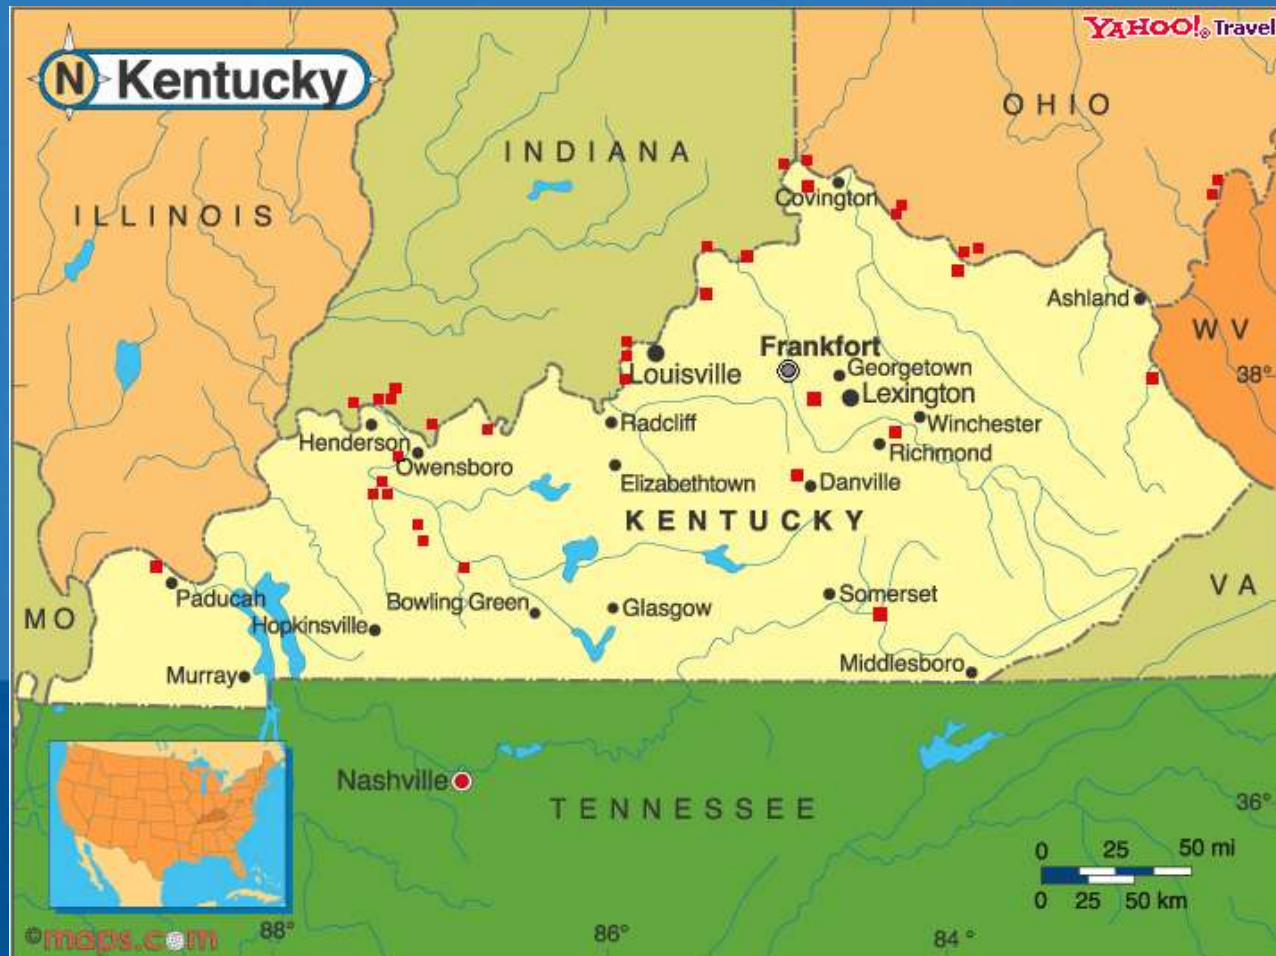 YAHOO!® Travel
N Kentucky
OHIO
INDIANA
ILLINOIS
Covington
Ashland
WV
Frankfort
Georgetown
38°
Louisville
Lexington
Radcliff
Winchester
Henderson
Richmond
Owensboro
Elizabethtown
Danville
KENTUCKY
Paducah
Bowling Green
Glasgow
Somerset
VA
MO
Hopkinsville
Murray
Middlesboro
Nashville
TENNESSEE
36°
0 25 50 mi
0 25 50 km
©maps.com
88°
86°
84 °